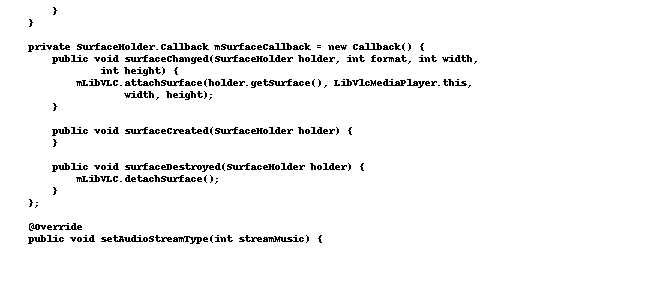 }
    }

    private SurfaceHolder.Callback mSurfaceCallback = new Callback() {
        public void surfaceChanged(SurfaceHolder holder, int format, int width,
                int height) {
            mLibVLC.attachSurface(holder.getSurface(), LibVlcMediaPlayer.this,
                    width, height);
        }

        public void surfaceCreated(SurfaceHolder holder) {
        }

        public void surfaceDestroyed(SurfaceHolder holder) {
            mLibVLC.detachSurface();
        }
    };

    @Override
    public void setAudioStreamType(int streamMusic) {